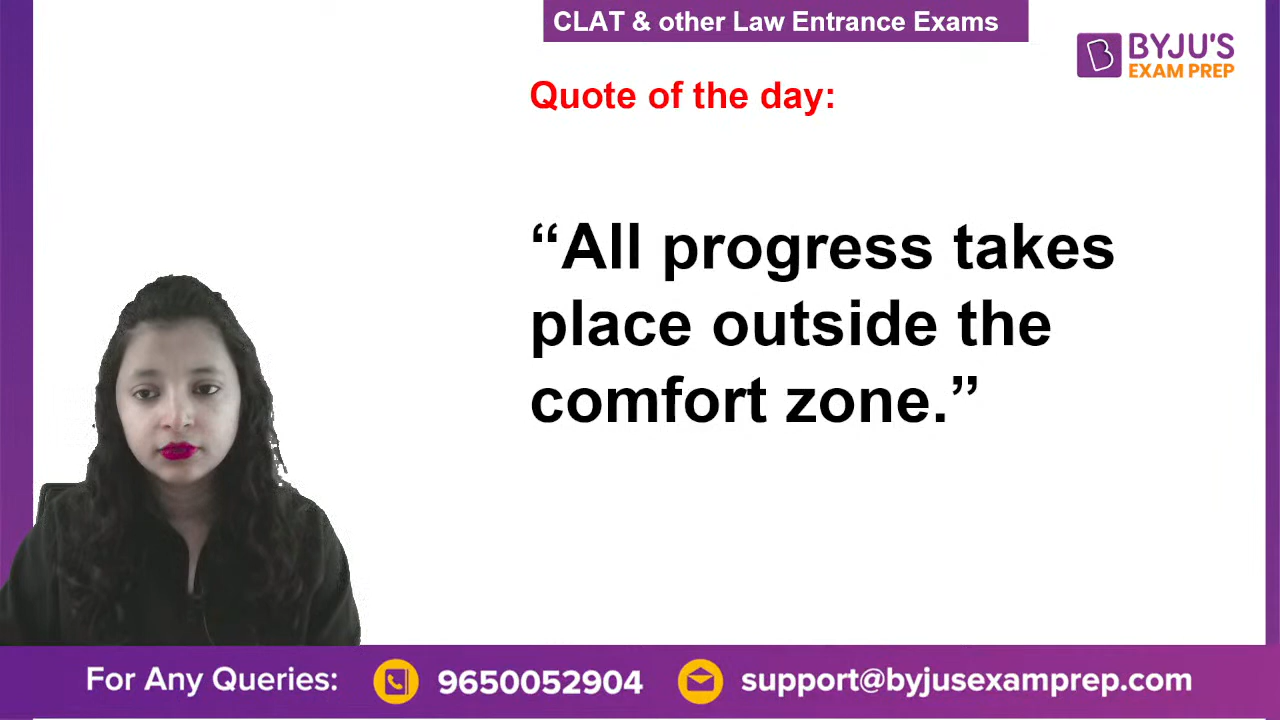 CLAT & other Law Entrance Exams
BYJU'S
EXAM PREP
Quote of the day:
“All progress takes
place outside the
comfort zone.”
For Any Queries: 9650052904 support@byjusexamprep.com